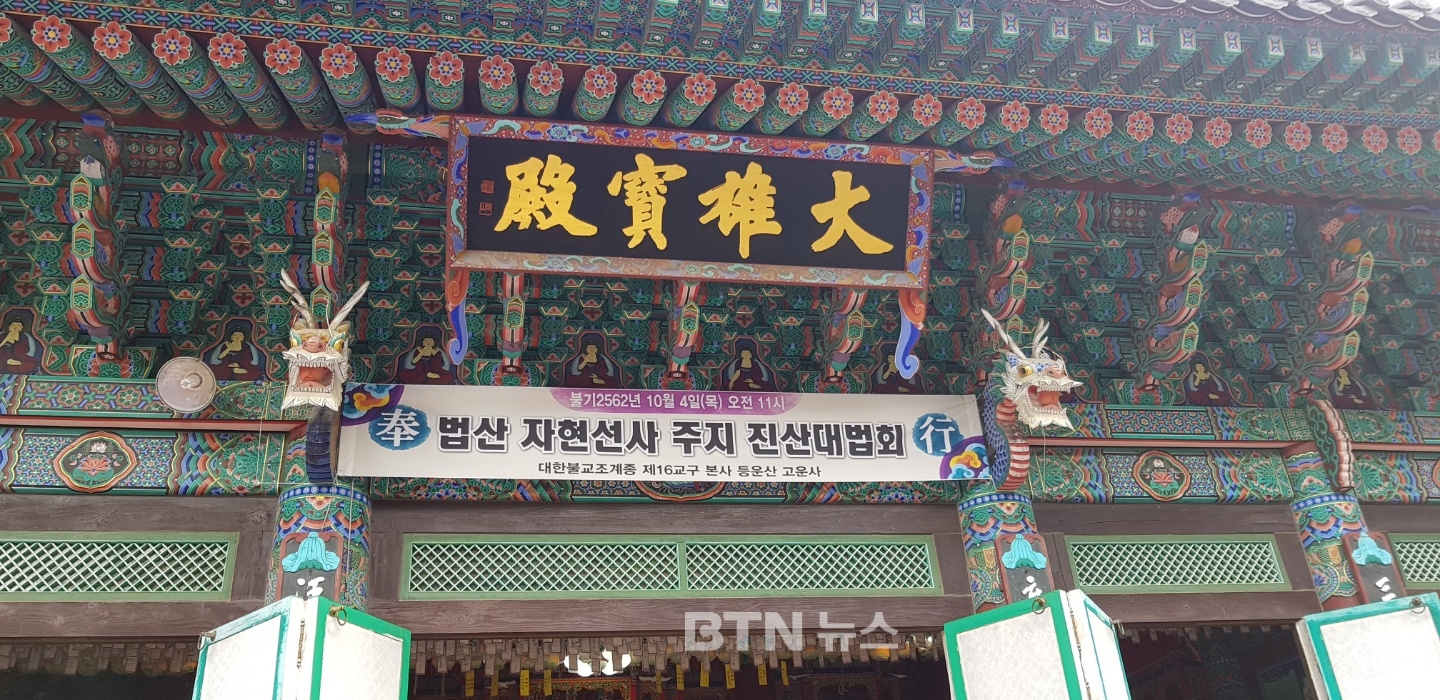 殿寶雄大
불기2562년 10월 4일(목) 오전 11시
奉 법산 자현선사 주지 진산대법회 行
대한불교조계종 제16교구 본사 등운산 고운사
BTN 뉴스